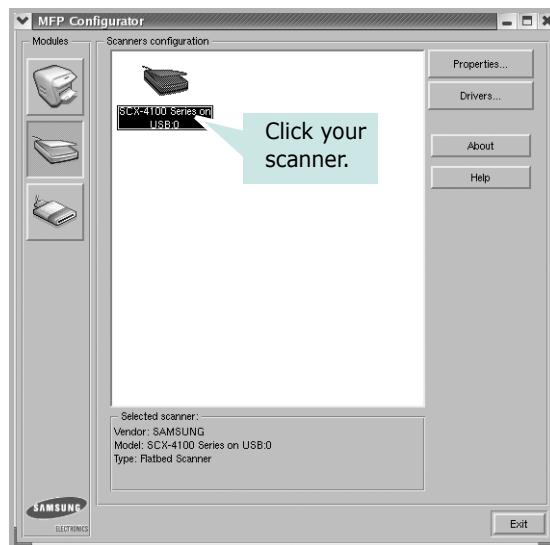 MFP Configurator
Modules
Scanners configuration
SCX-4100 Series on
USB:0
Click your
scanner.
Properties...
Drivers...
About
Help
Selected scanner:
Vendor: SAMSUNG
Model: SCX-4100 Series on USB:0
Type: Flatbed Scanner
SAMSUNG
ELECTRONICS
Exit